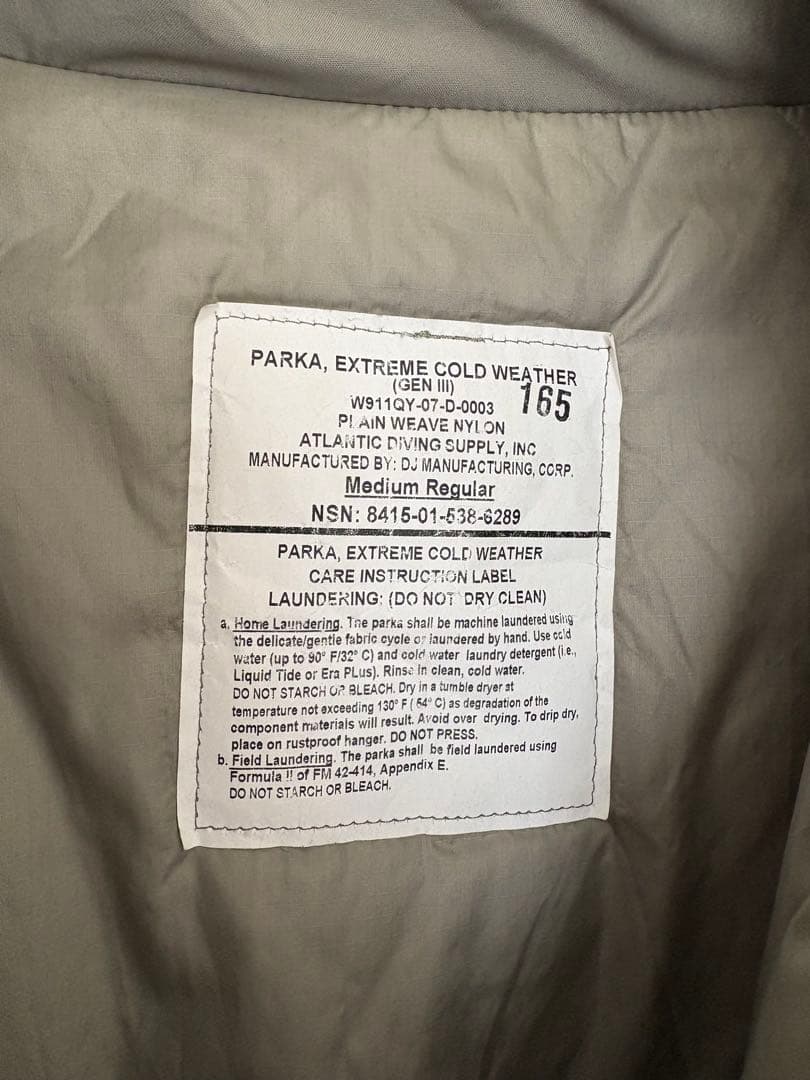 PARKA, EXTREME COLD WEATHER
(GEN III)
W911QY-07-D-0003
165
PLAIN WEAVE NYLON
ATLANTIC DIVING SUPPLY, INC
MANUFACTURED BY: DJ MANUFACTURING, CORP.
Medium Regular
NSN: 8415-01-538-6289
PARKA, EXTREME COLD WEATHER
CARE INSTRUCTION LABEL
LAUNDERING: (DO NOT DRY CLEAN)
a. Home Laundering. The parka shall be machine laundered using
the delicate/gentle fabric cycle or laundered by hand. Use cold
water (up to 90° F/32° C) and cold water laundry detergent (i.e.,
Liquid Tide or Era PLus). Rinse in clean, cold water.
DO NOT STARCH OR BLEACH. Dry in a tumble dryer at
temperature not exceeding 130° F ( 54° C) as degradation of the
component materials will result. Avoid over drying. To drip dry,
place on rustproof hanger. DO NOT PRESS.
b. Field Laundering. The parka shall be field laundered using
Formula !! of FM 42-414, Appendix E.
DO NOT STARCH OR BLEACH.